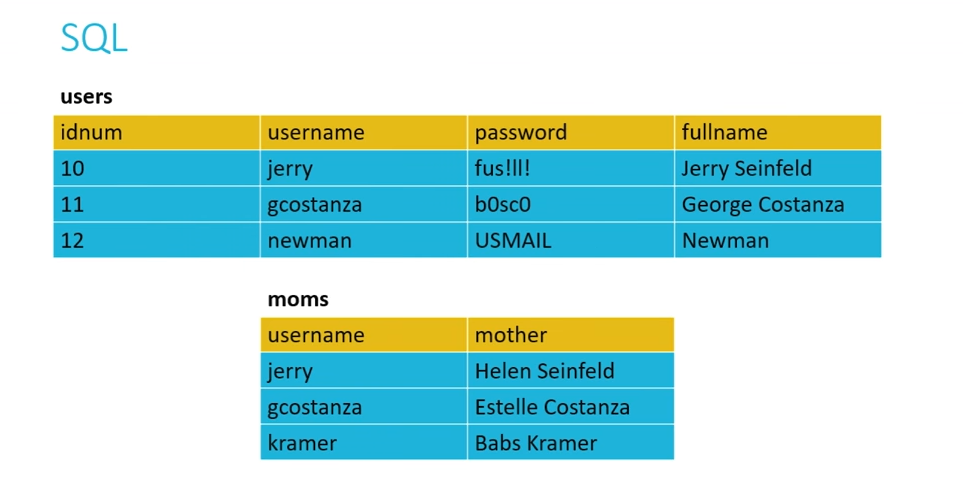 SQL
users
idnum username password fullname
10 jerry fus!ll! Jerry Seinfeld
11 gcostanza b0sc0 George Costanza
12 newman USMAIL Newman
moms
username mother
jerry Helen Seinfeld
gcostanza Estelle Costanza
kramer Babs Kramer